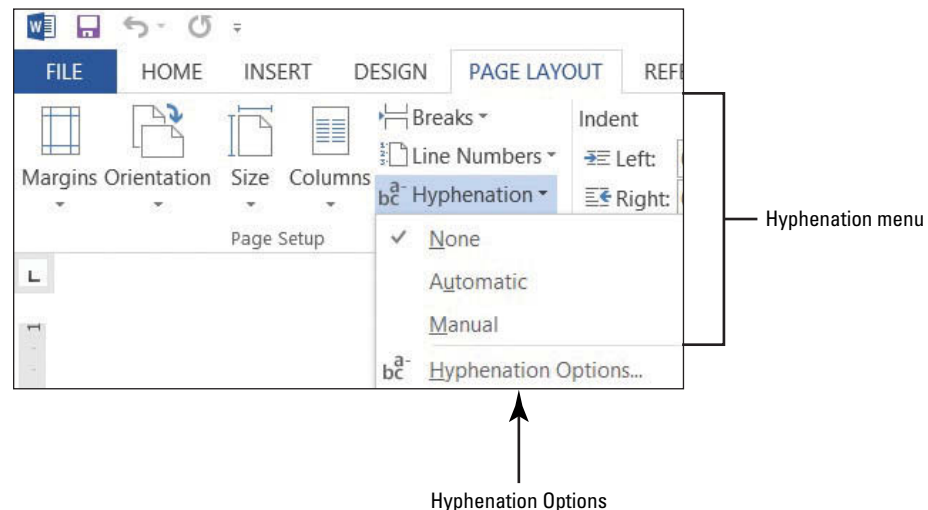 FILE HOME INSERT DESIGN PAGE LAYOUT REFE
Breaks Indent
Line Numbers Left:
Margins Orientation Size Columns
Hyphenation Right:
Page Setup
None
Automatic
Manual
Hyphenation Options...
Hyphenation menu
Hyphenation Options